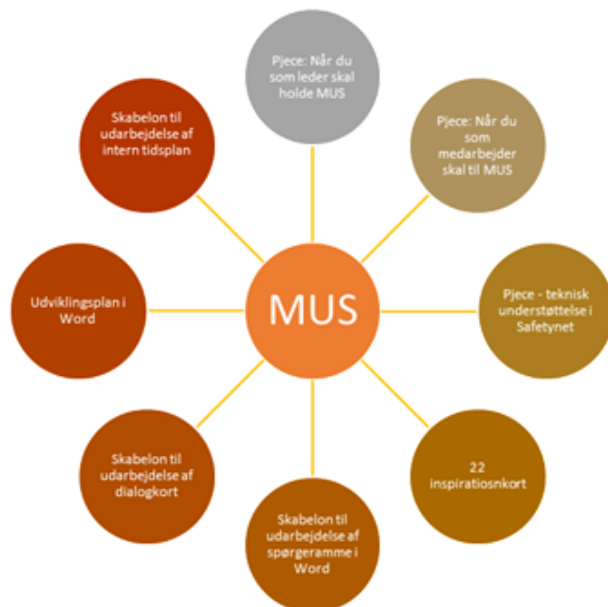 Pjece: Når du
som leder skal
holde MUS
Pjece: Når du
som
medarbejder
skal til MUS
Pjece - teknisk
understøttelse i
Safetynet
22
inspiratiosnkort
Skabelon til
udarbejdelse af
spørgeramme i
Word
Skabelon til
udarbejdelse af
dialogkort
Udviklingsplan i
Word
Skabelon til
udarbejdelse af
intern tidsplan
MUS